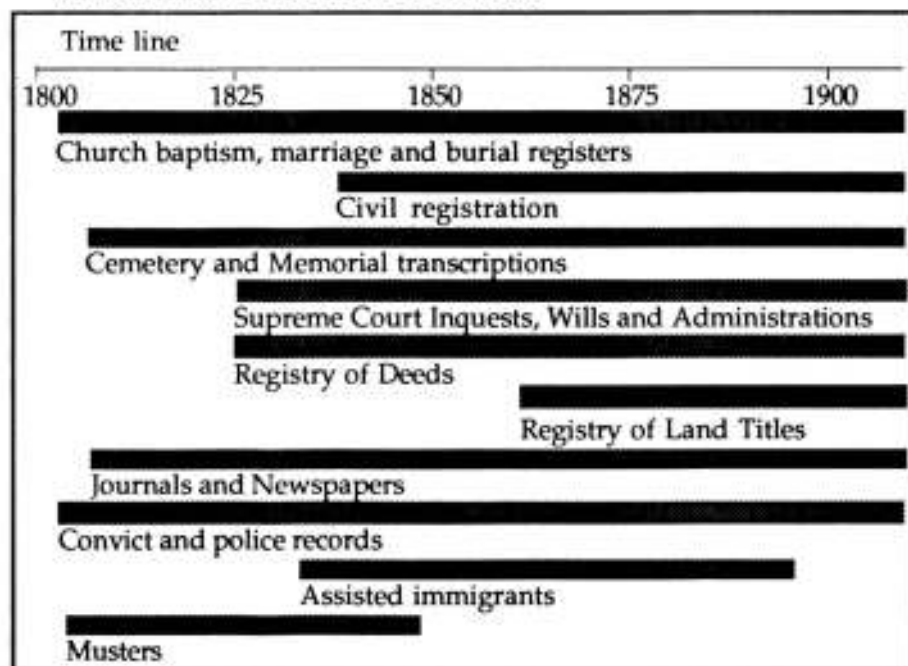 Time line
1800 1825 1850 1875 1900
Church baptism, marriage and burial registers
Civil registration
Cemetery and Memorial transcriptions
Supreme Court Inquests, Wills and Administrations
Registry of Deeds
Registry of Land Titles
Journals and Newspapers
Convict and police records
Assisted immigrants
Musters